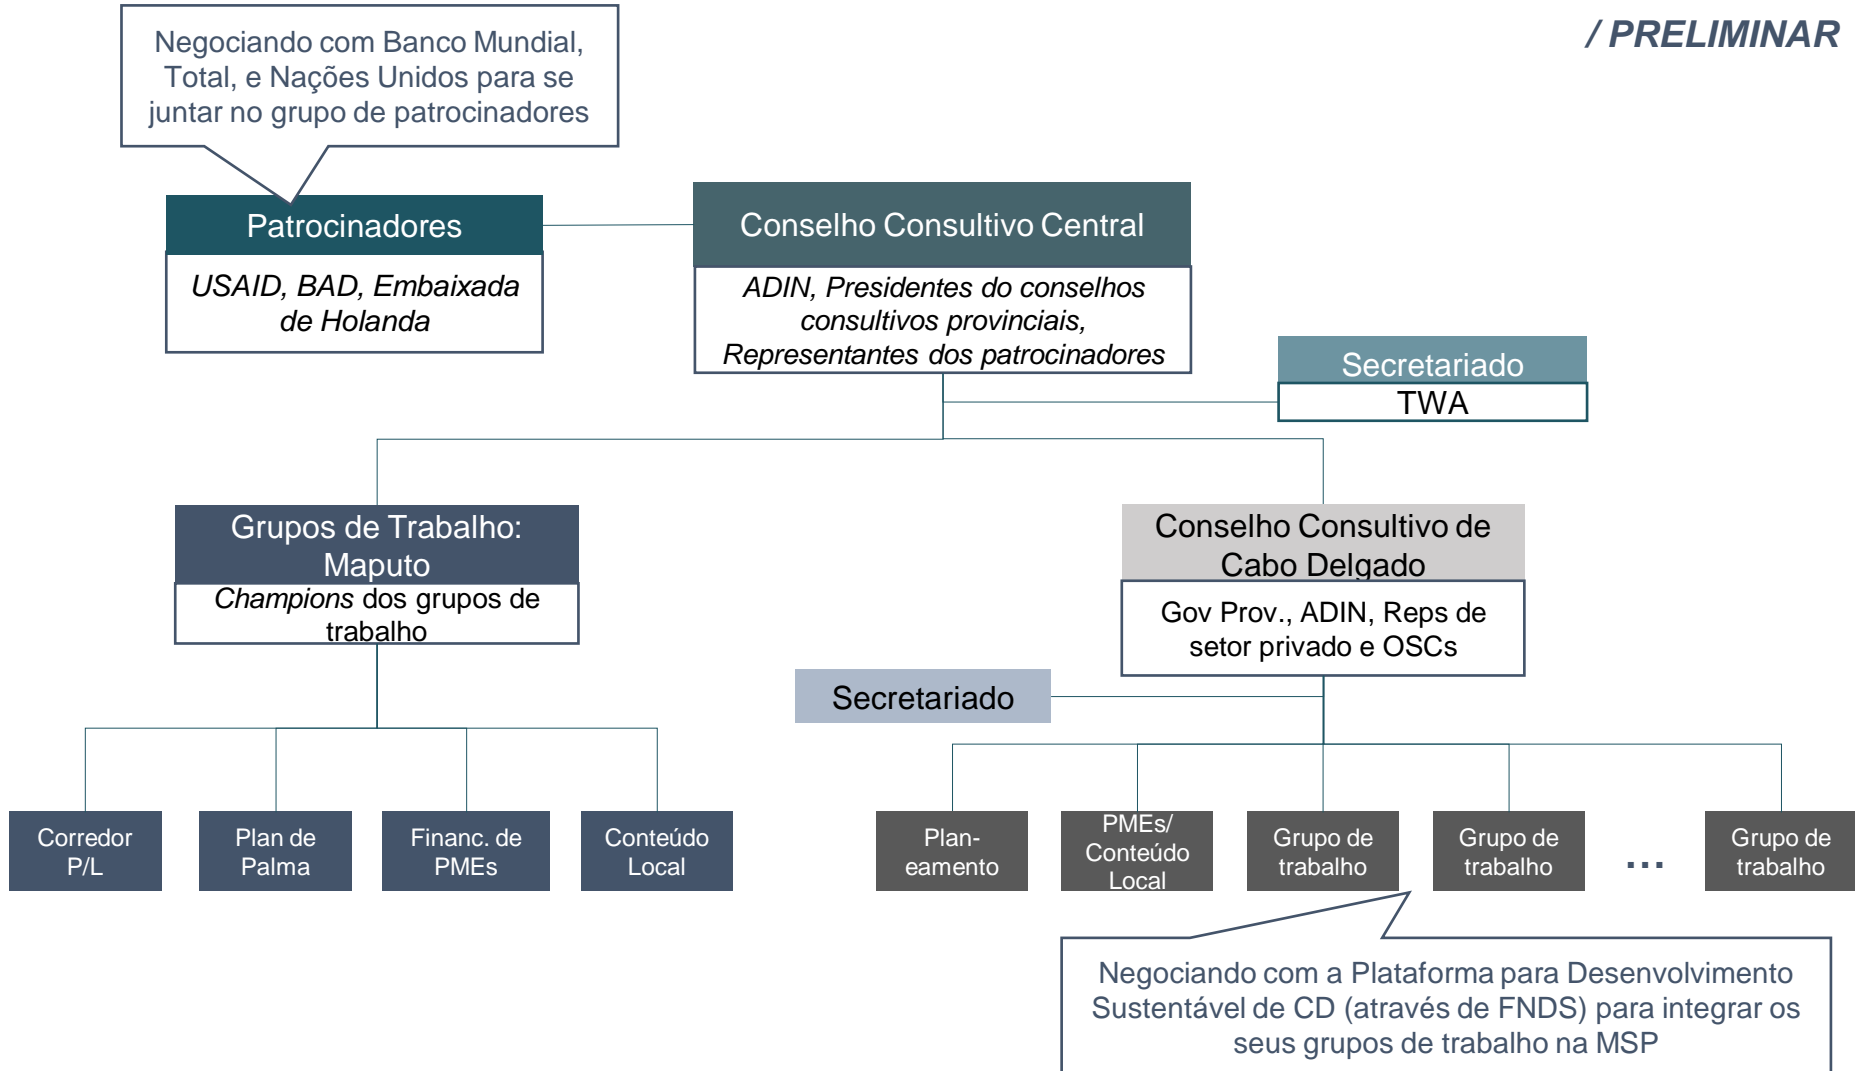 / PRELIMINAR
Negociando com Banco Mundial,
Total, e Nações Unidos para se
juntar no grupo de patrocinadores
Patrocinadores
USAID, BAD, Embaixada
de Holanda
Conselho Consultivo Central
ADIN, Presidentes do conselhos
consultivos provinciais,
Representantes dos patrocinadores
Secretariado
TWA
Grupos de Trabalho:
Maputo
Champions dos grupos de
trabalho
Conselho Consultivo de
Cabo Delgado
Gov Prov., ADIN, Reps de
setor privado e OSCs
Secretariado
Corredor
P/L
Plan de
Palma
Financ. de
PMEs
Conteúdo
Local
Plan-
eamento
PMEs/
Conteúdo
Local
Grupo de
trabalho
Grupo de
trabalho
...
Grupo de
trabalho
Negociando com a Plataforma para Desenvolvimento
Sustentável de CD (através de FNDS) para integrar os
seus grupos de trabalho na MSP